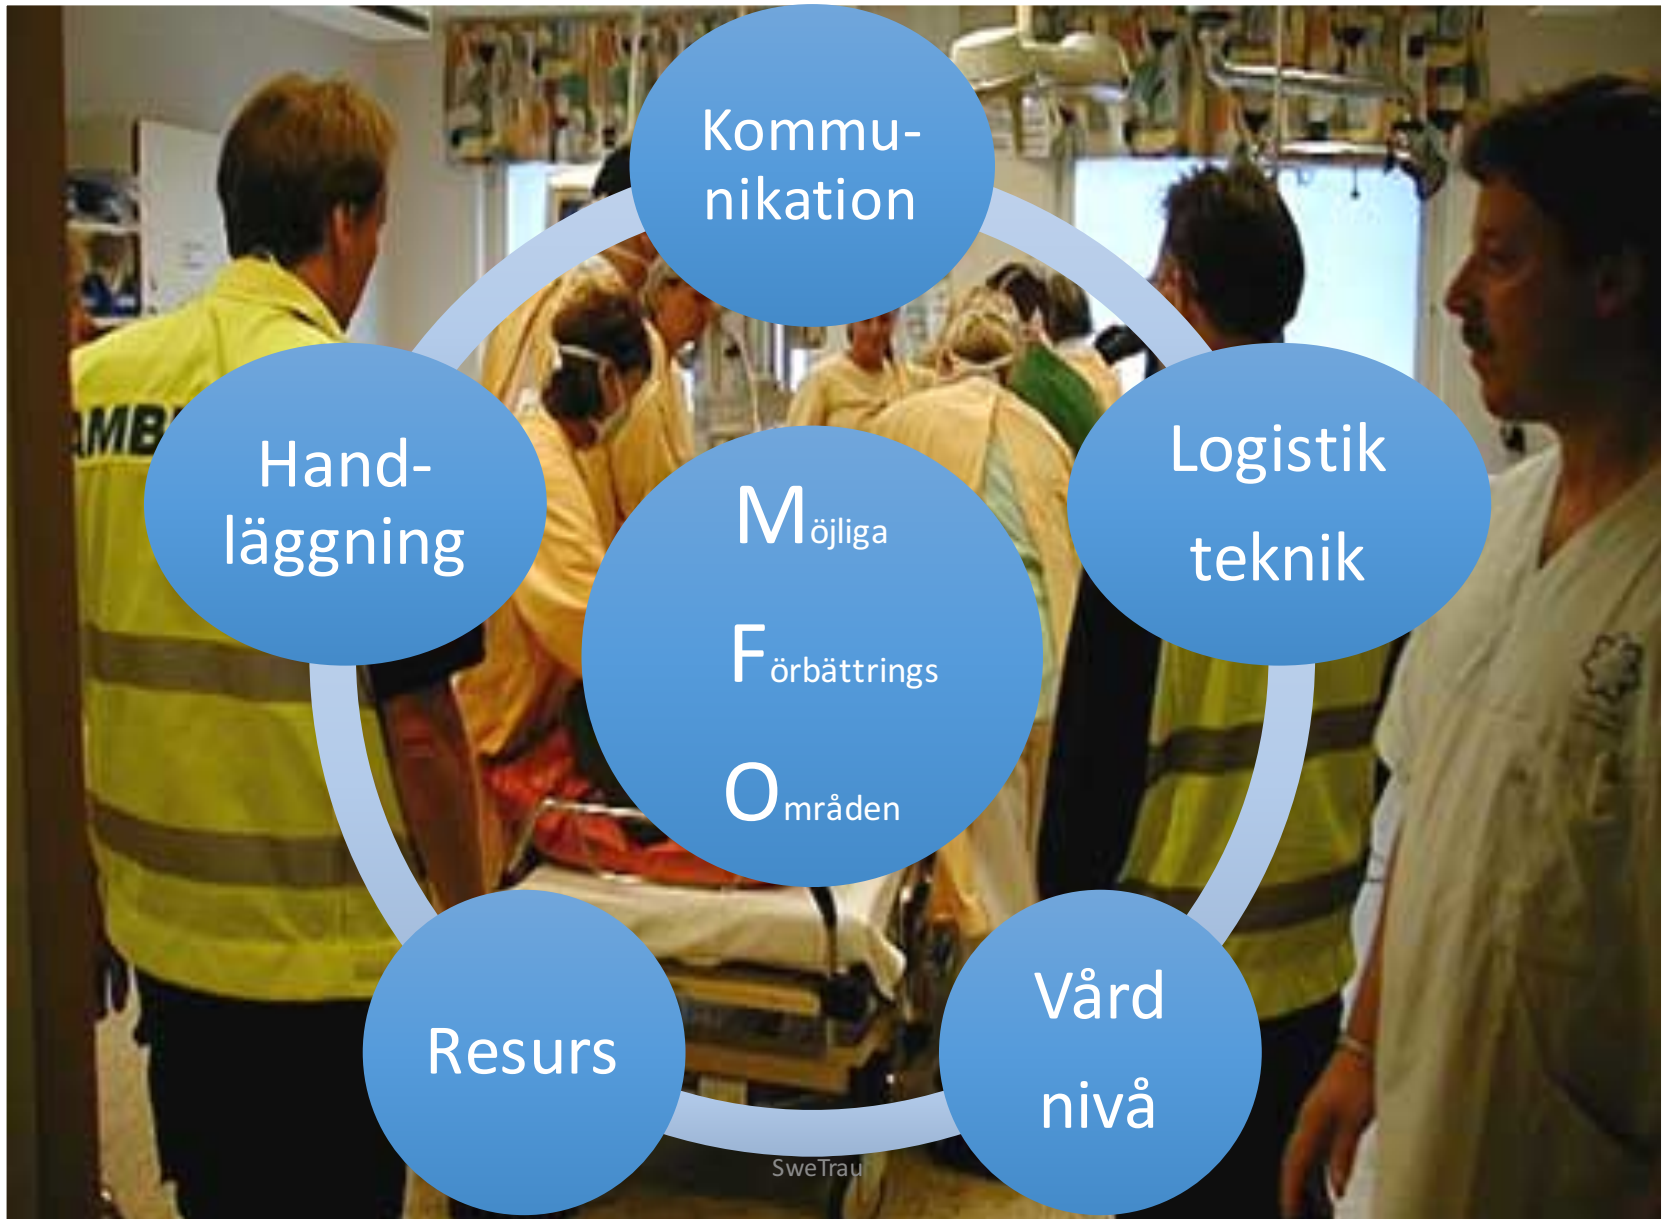 Kommu-
nikation
Logistik
teknik
Hand-
läggning
Möjliga
Förbättrings
Områden
Vård
nivå
Resurs
SweTrau
AMB